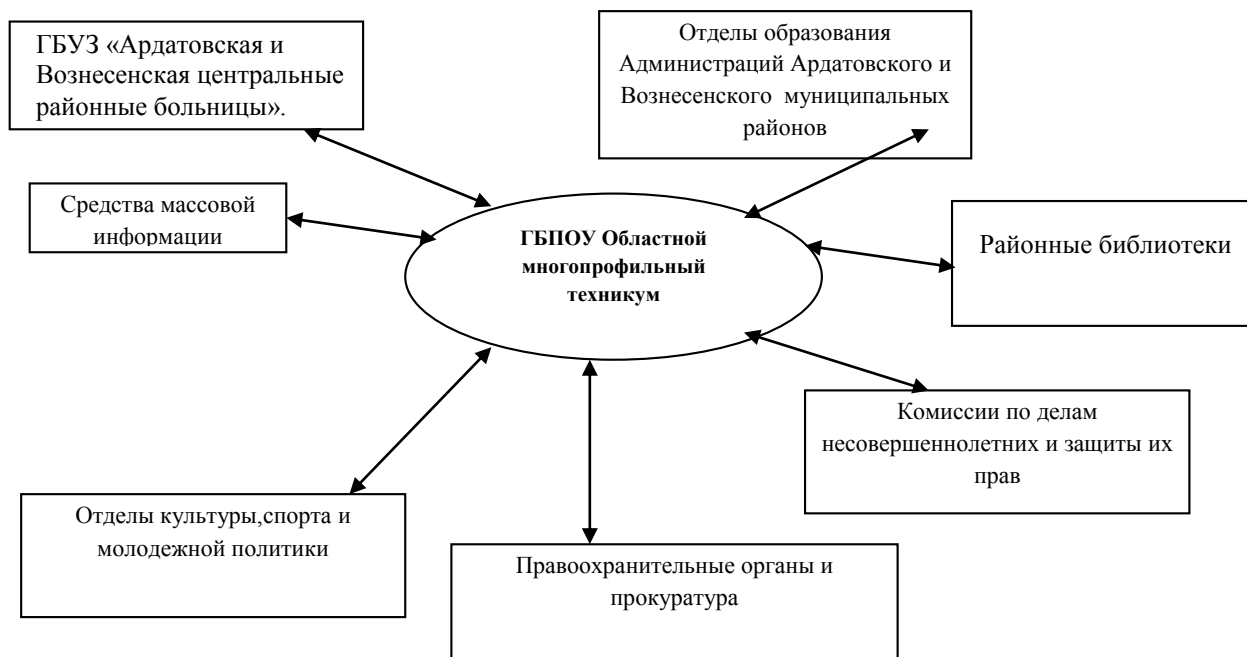 ГБУЗ «Ардатовская и
Вознесенская центральные
районные больницы».
Отделы образования
Администраций Ардатовского и
Вознесенского муниципальных
районов
Средства массовой
информации
ГБПОУ Областной
многопрофильный
техникум
Районные библиотеки
Комиссии по делам
несовершеннолетних и защиты их
прав
Отделы культуры,спорта и
молодежной политики
Правоохранительные органы и
прокуратура